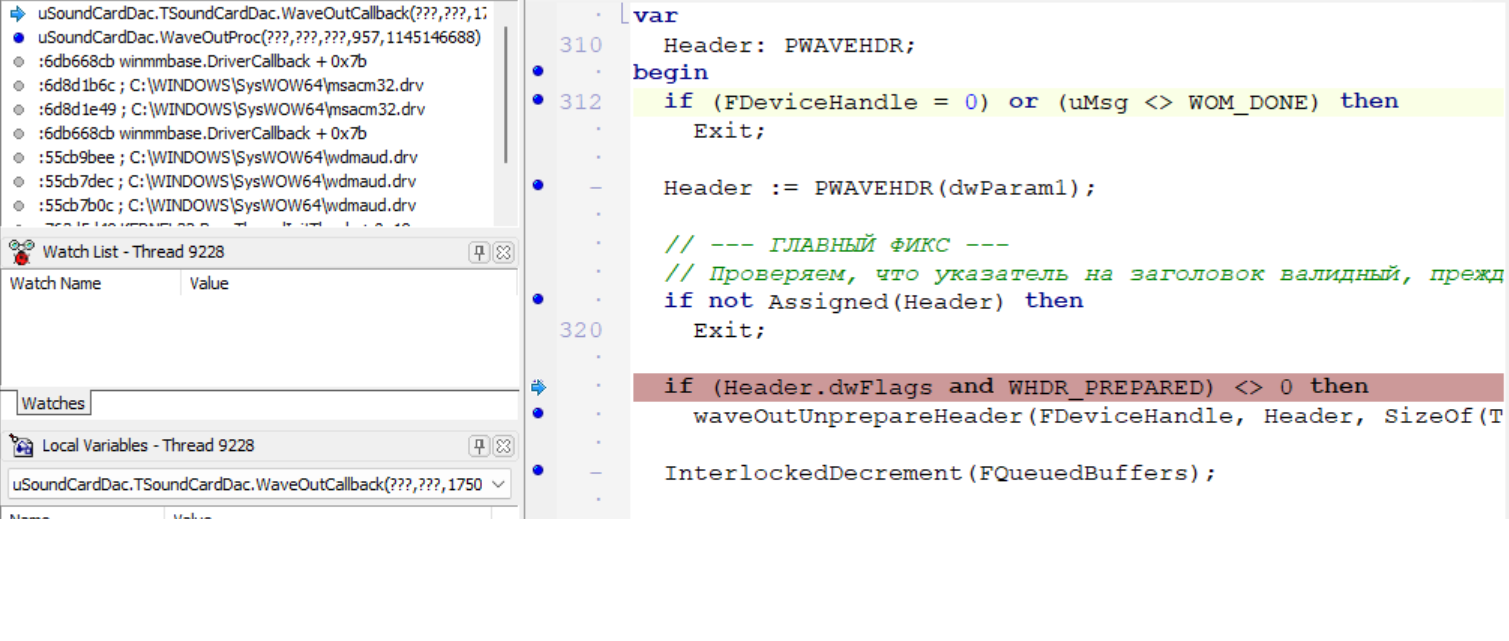 uSoundCardDac.TSoundCardDac.WaveOutCallback(???,???,17
uSoundCardDac.WaveOutProc(???,???,???,957,1145146688)
:6db668cb winmmbase.DriverCallback + 0x7b
:6d8d1b6c ; C:\WINDOWS\SysWOW64\msacm32.drv
:6d8d1e49 ; C:\WINDOWS\SysWOW64\msacm32.drv
:6db668cb winmmbase.DriverCallback + 0x7b
:55cb9bee ; C:\WINDOWS\SysWOW64\wdmaud.drv
:55cb7dec ; C:\WINDOWS\SysWOW64\wdmaud.drv
:55cb7b0c ; C:\WINDOWS\SysWOW64\wdmaud.drv
Watch List - Thread 9228
Watch Name Value
Watches
Local Variables - Thread 9228
uSoundCardDac.TSoundCardDac.WaveOutCallback(???,???,1750
Name Value
var
310 Header: PWAVEHDR;
begin
312 if (FDeviceHandle = 0) or (uMsg <> WOM_DONE) then
Exit;
Header := PWAVEHDR(dwParam1);
// --- ГЛАВНЫЙ ФИКС ---
// Проверяем, что указатель на заголовок валидный, прежд
if not Assigned(Header) then
320 Exit;
if (Header.dwFlags and WHDR_PREPARED) <> 0 then
waveOutUnprepareHeader(FDeviceHandle, Header, SizeOf(T
InterlockedDecrement(FQueuedBuffers);